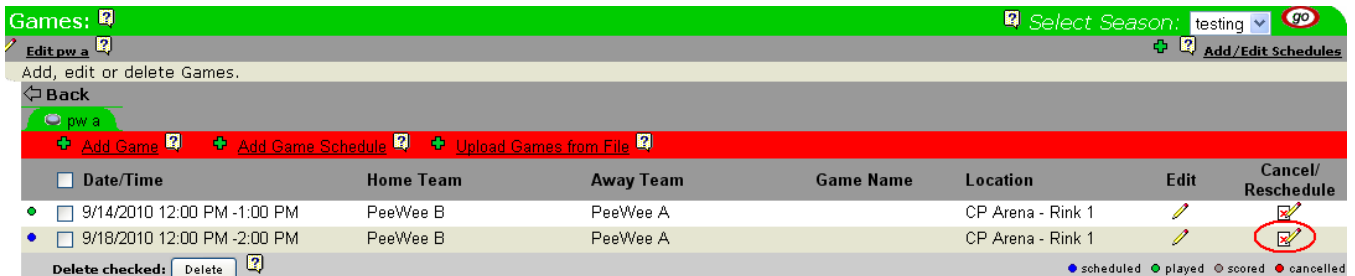 Games: ? ? Select Season: testing go
Edit pw a ? ? Add/Edit Schedules
Add, edit or delete Games.
Back
pw a
Add Game ? Add Game Schedule ? Upload Games from File ?
Date/Time Home Team Away Team Game Name Location Edit Cancel/
Reschedule
9/14/2010 12:00 PM -1:00 PM PeeWee B PeeWee A CP Arena - Rink 1
9/18/2010 12:00 PM -2:00 PM PeeWee B PeeWee A CP Arena - Rink 1
Delete checked: Delete ? scheduled played scored cancelled